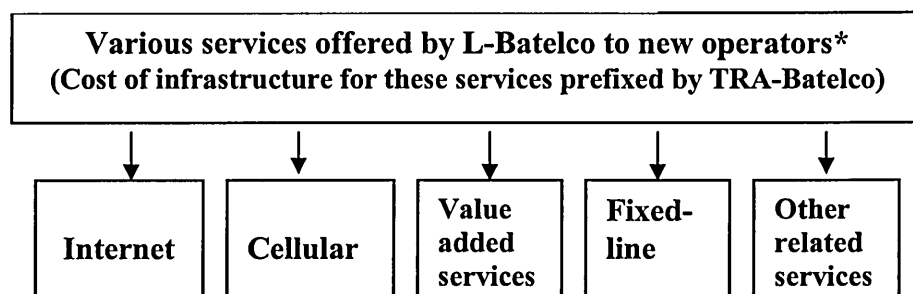 Various services offered by L-Batelco to new operators*
(Cost of infrastructure for these services prefixed by TRA-Batelco)
Internet
Cellular
Value
added
services
Fixed-
line
Other
related
services